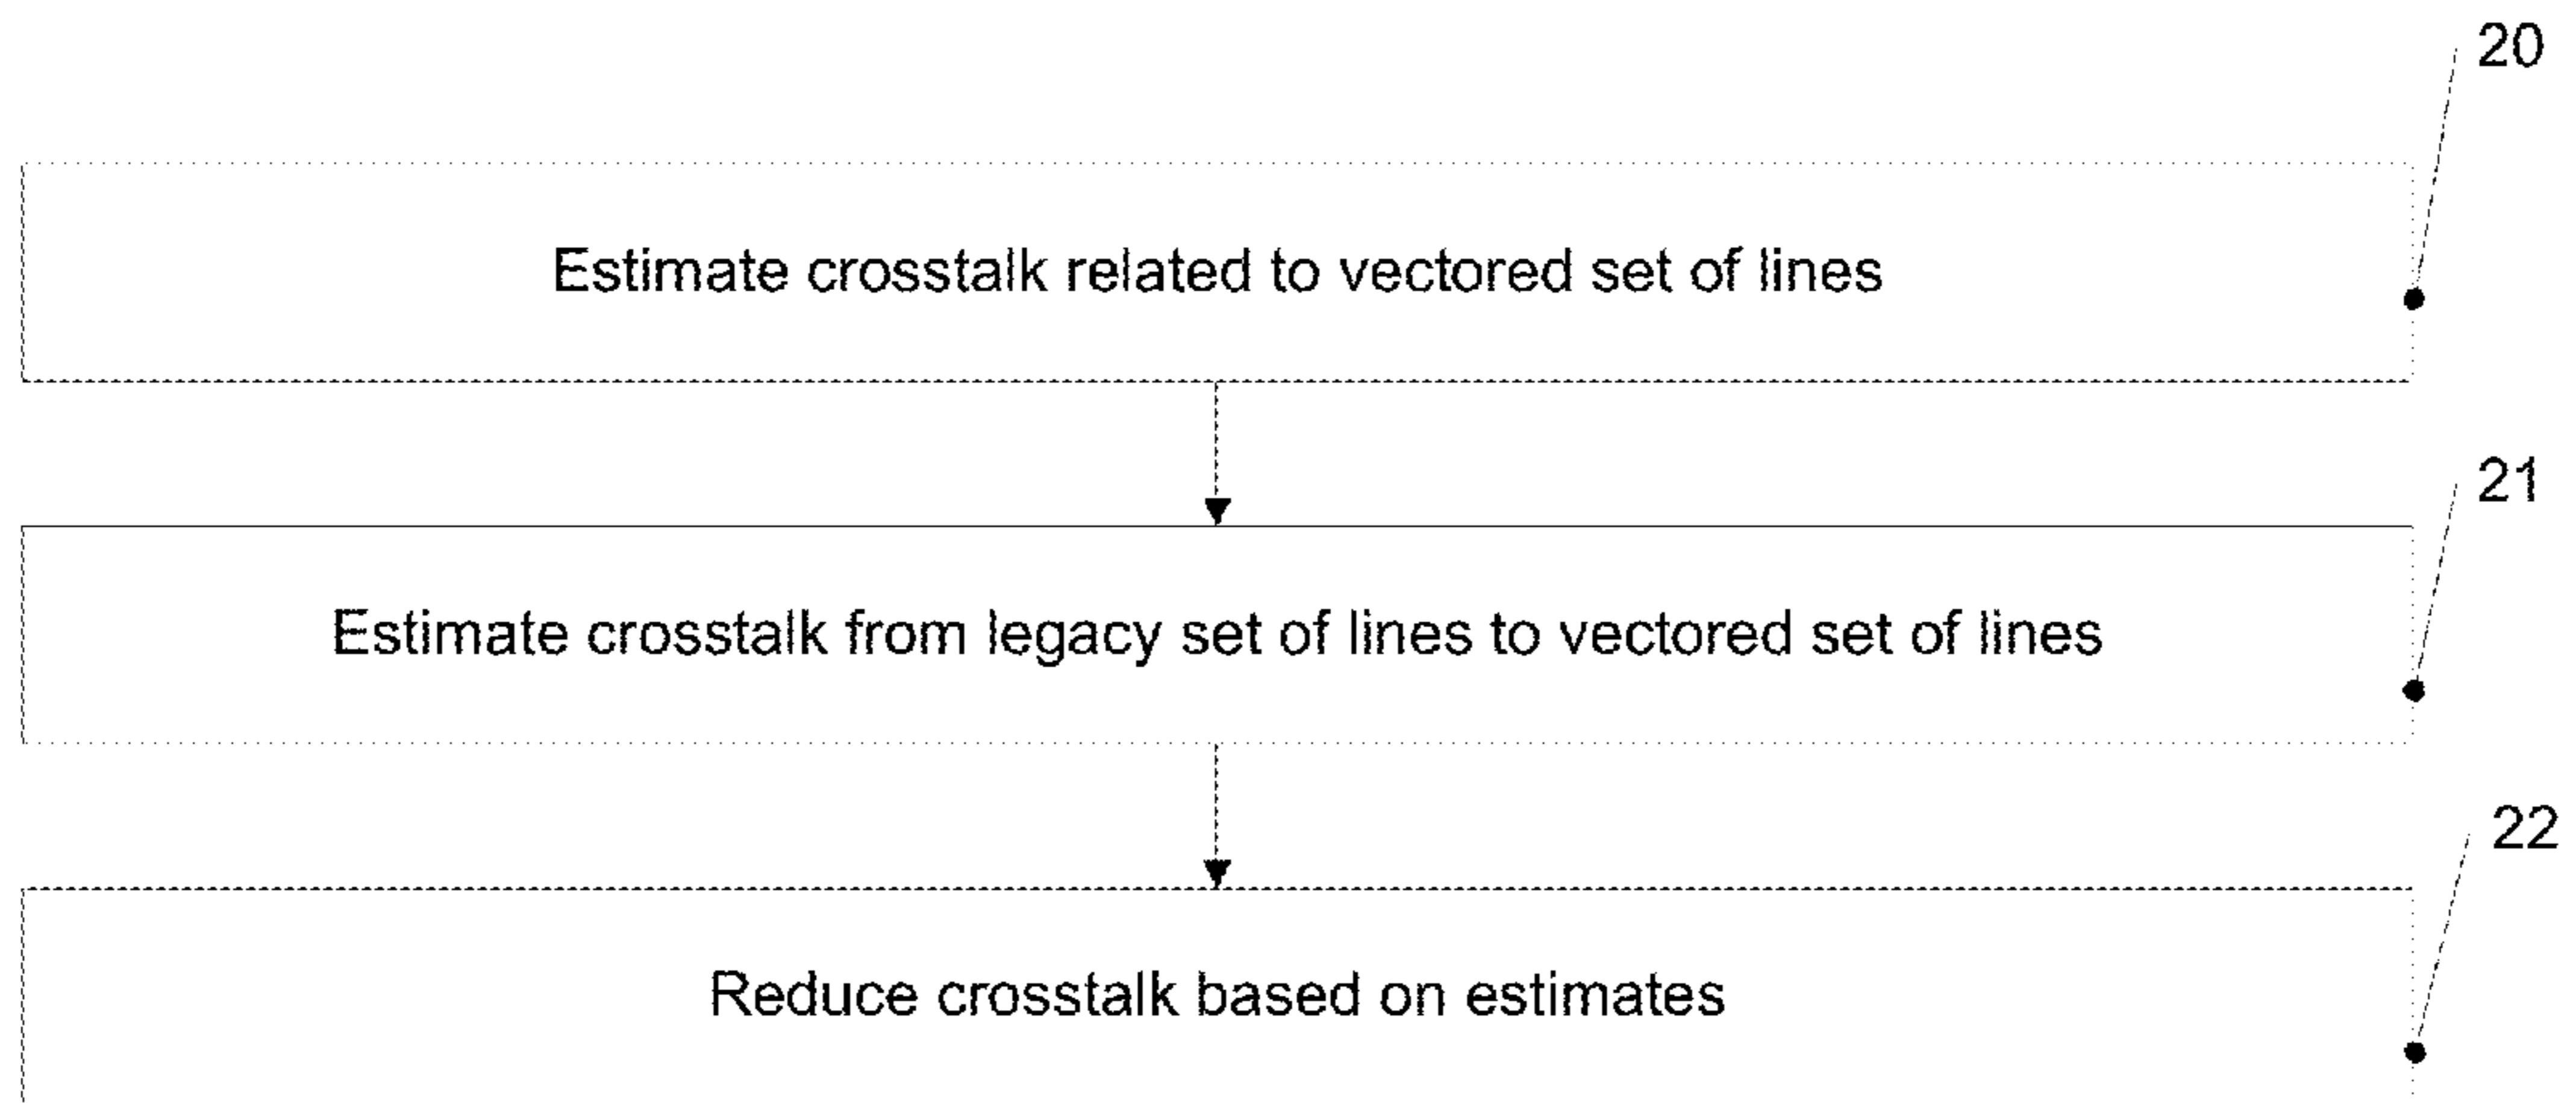 20
Estimate crosstalk related to vectored set of lines
21
Estimate crosstalk from legacy set of lines to vectored set of lines
22
Reduce crosstalk based on estimates